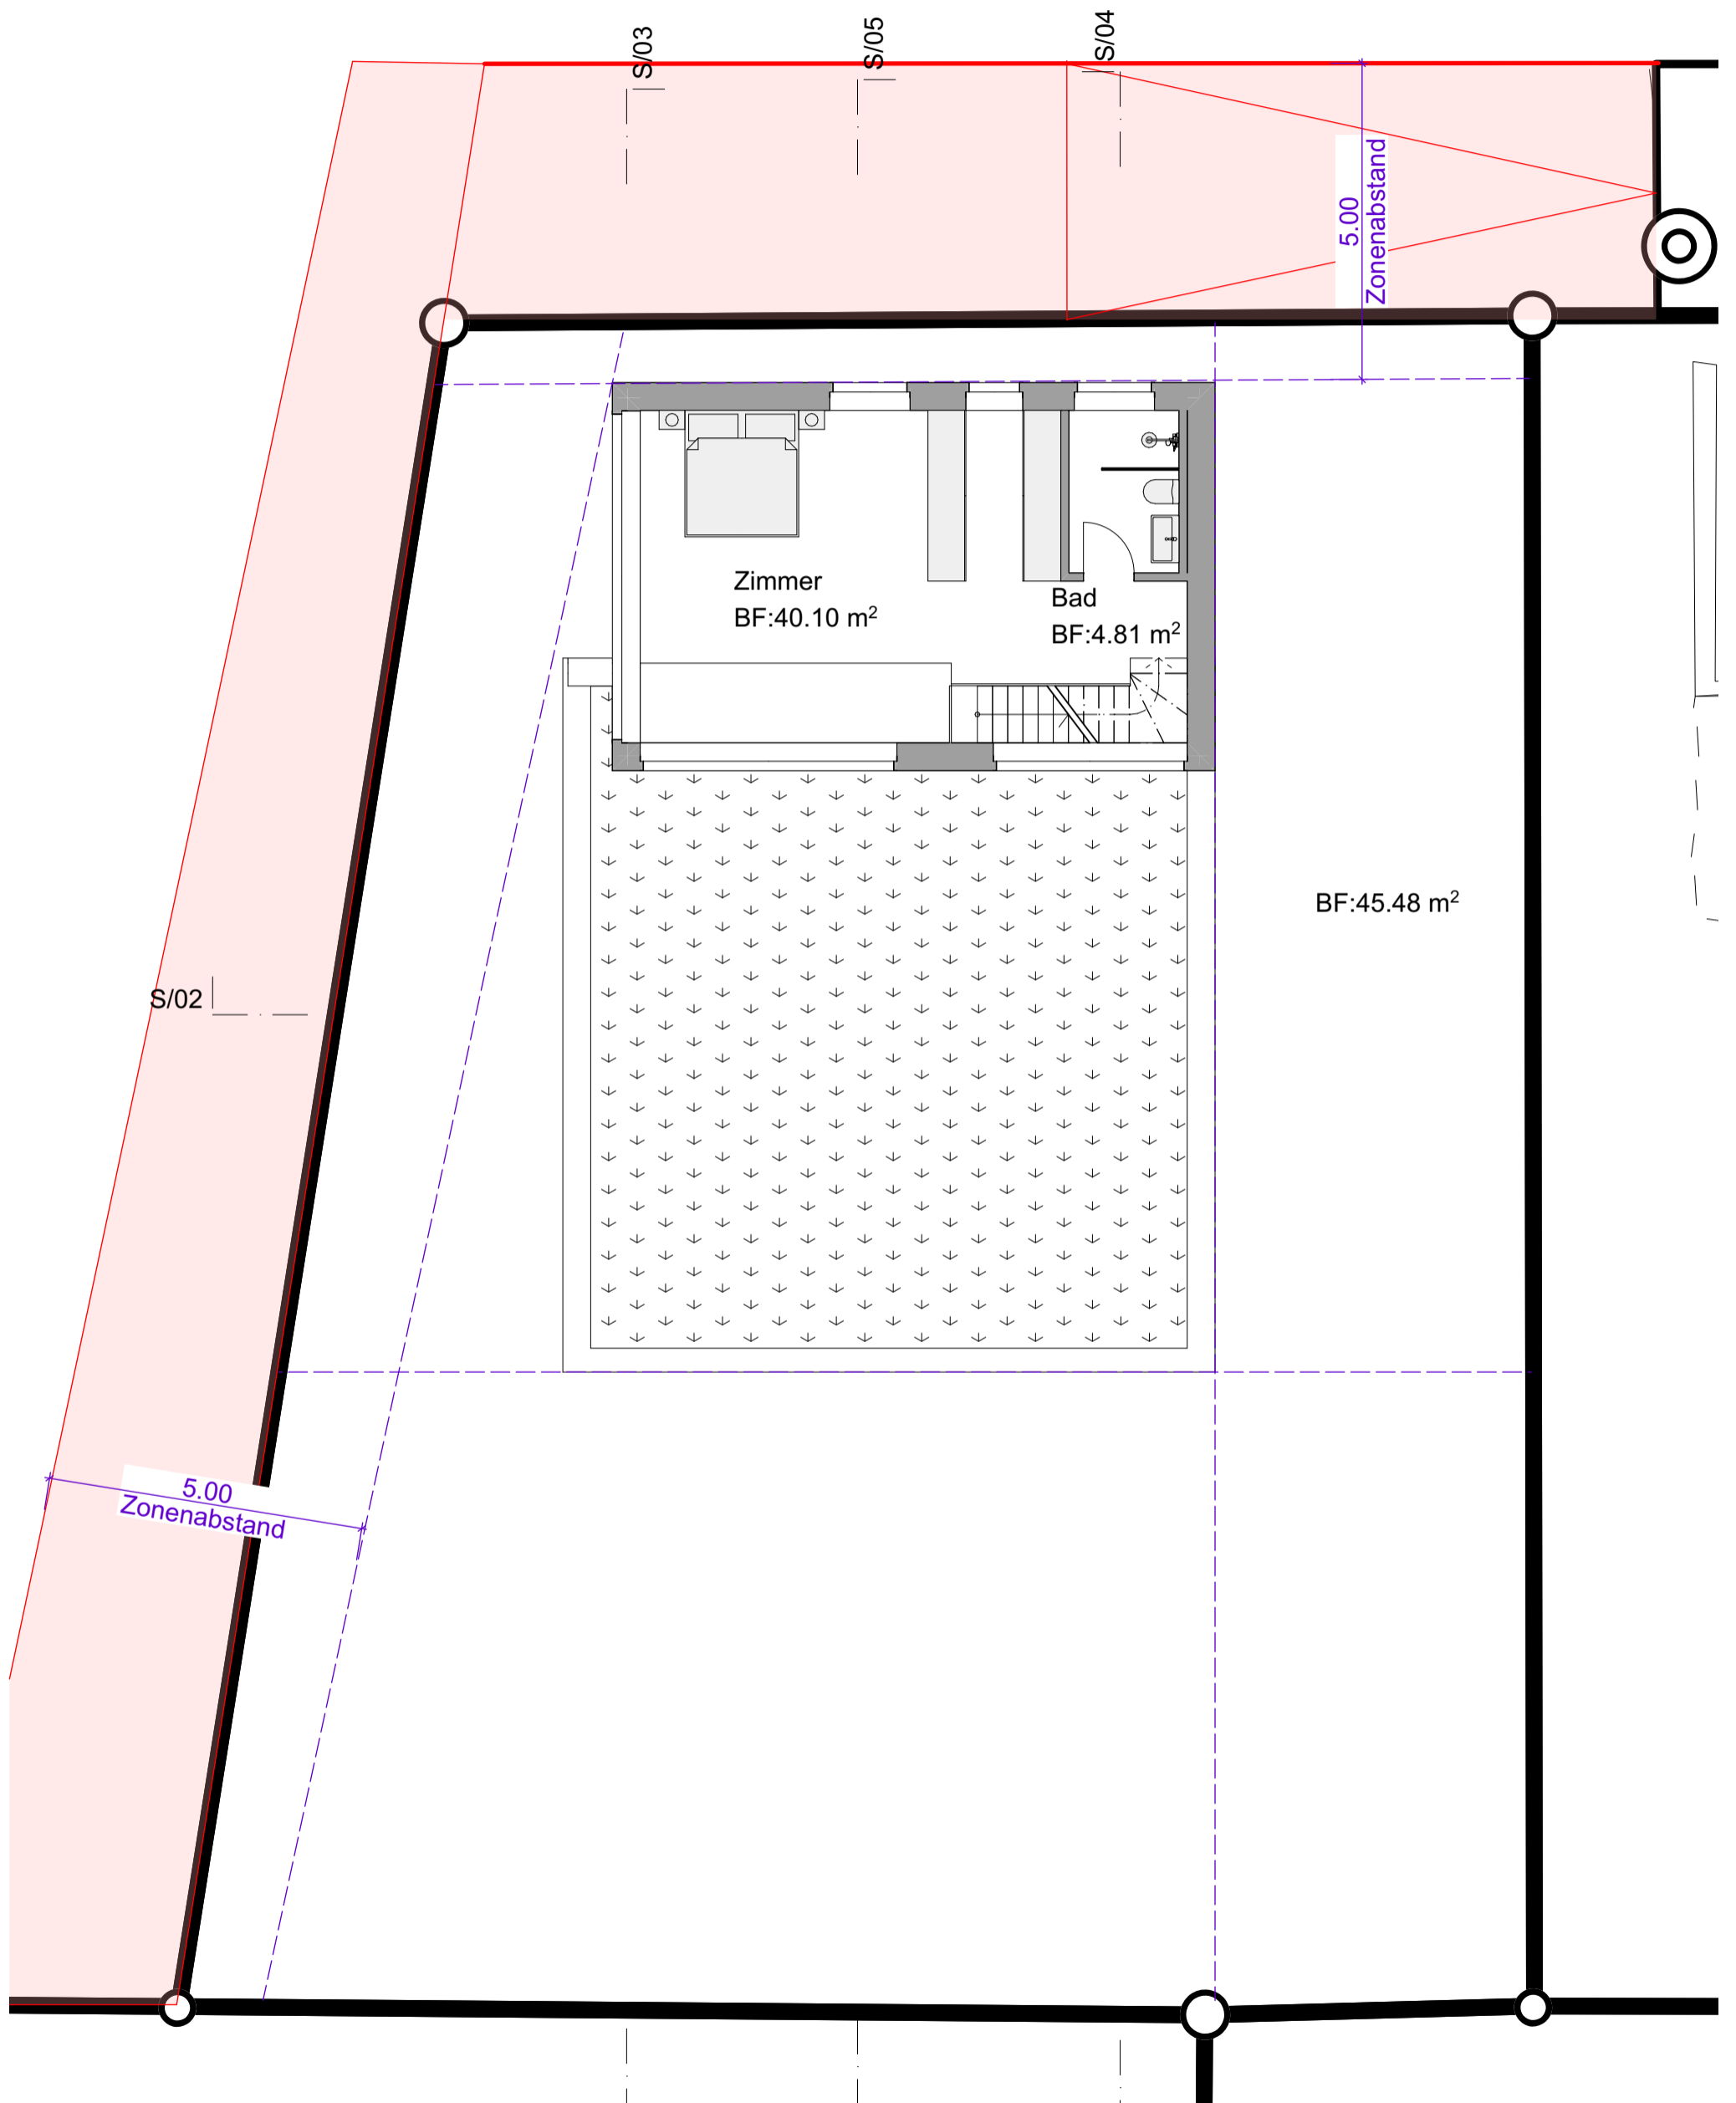 S/03
S/05
S/04
5.00
Zonenabstand
Zimmer
BF:40.10 m²
Bad
BF:4.81 m²
BF:45.48 m²
S/02
5.00
Zonenabstand